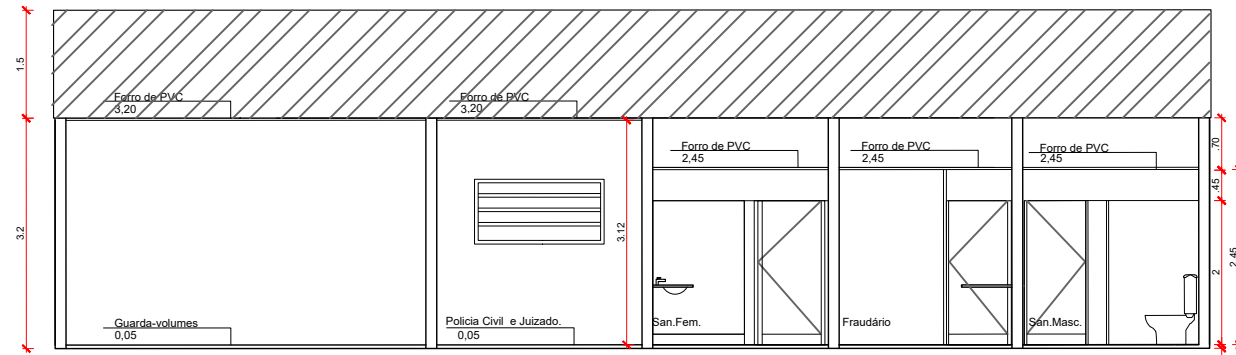 1.5
Forro de PVC
3,20
Forro de PVC
3,20
3.2
3.12
Forro de PVC
2,45
Forro de PVC
2,45
Forro de PVC
2,45
.70
.45
2
2.45
Guarda-volumes
0,05
Policia Civil e Juizado.
0,05
San.Fem.
Fraudário
San.Masc.